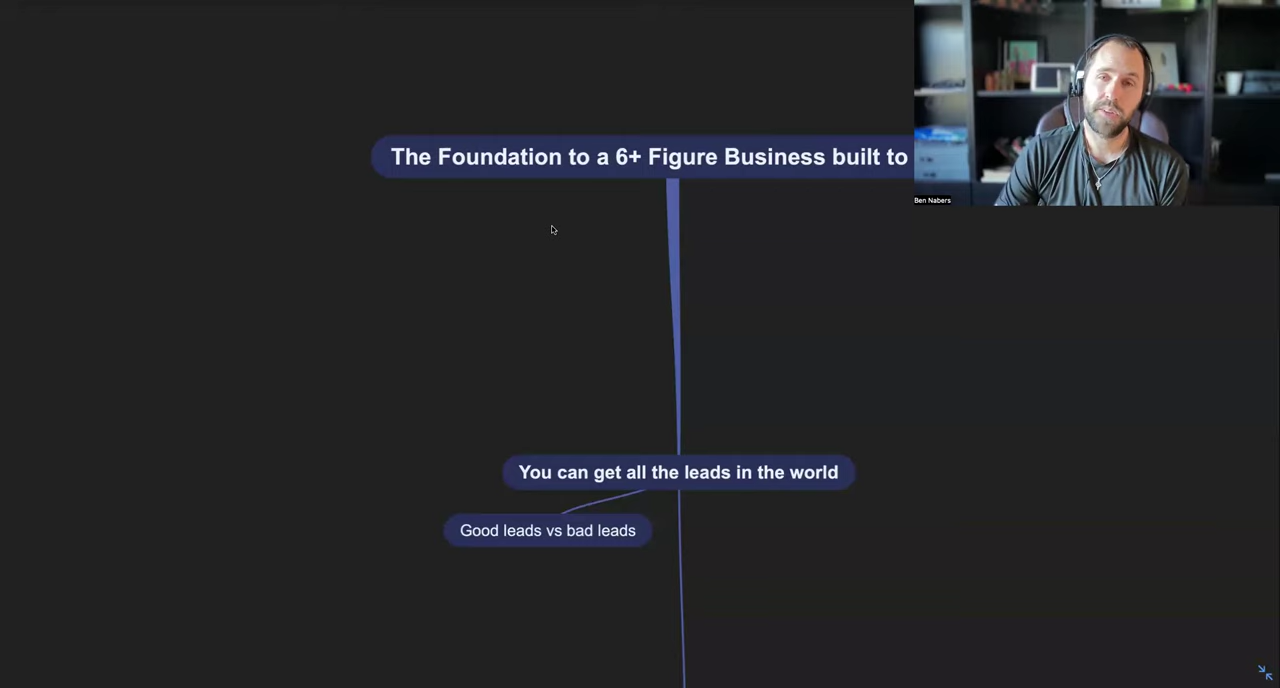 The Foundation to a 6+ Figure Business built to
Ben Nabers
You can get all the leads in the world
Good leads vs bad leads